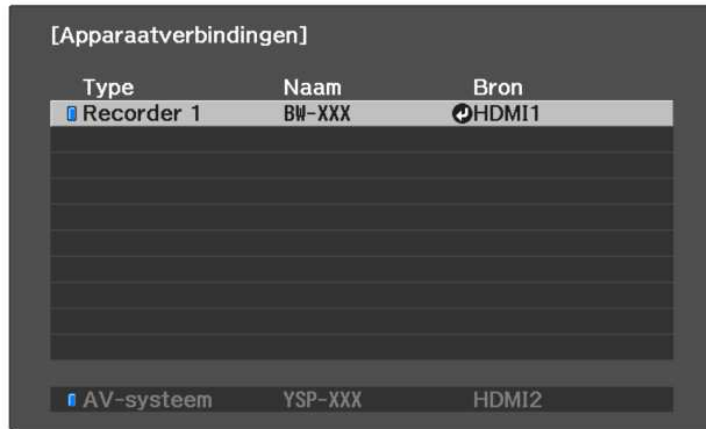 [Apparaatverbindingen]
Type Naam Bron
Recorder 1 BW-XXX HDMI1
AV-systeem YSP-XXX HDMI2